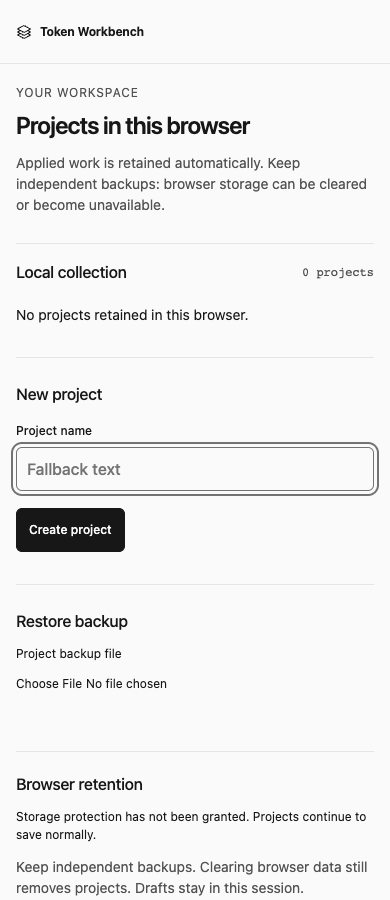 Token Workbench
YOUR WORKSPACE
Projects in this browser
Applied work is retained automatically. Keep
independent backups: browser storage can be cleared
or become unavailable.
Local collection
0 projects
No projects retained in this browser.
New project
Project name
Fallback text
Create project
Restore backup
Project backup file
Choose File No file chosen
Browser retention
Storage protection has not been granted. Projects continue to
save normally.
Keep independent backups. Clearing browser data still
removes projects. Drafts stay in this session.